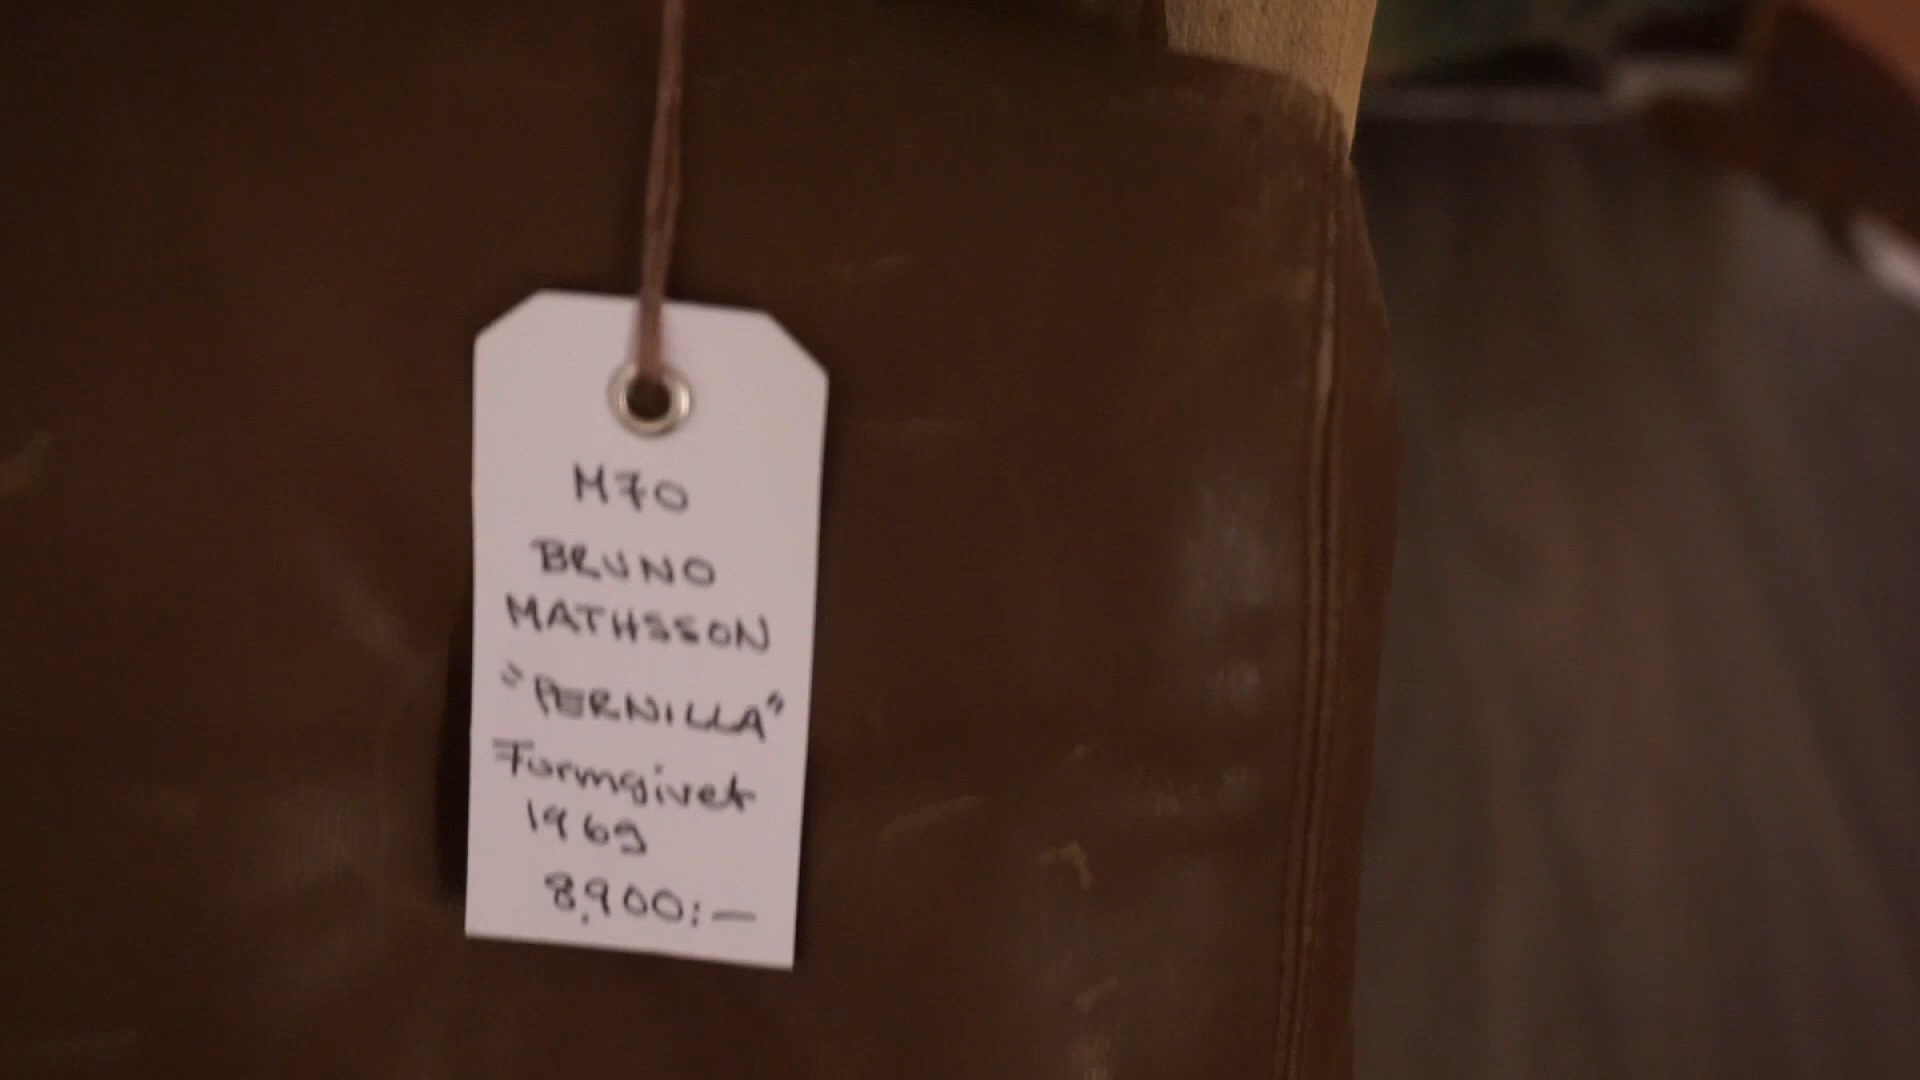 M70
BRUNO
MATHSSON
"PERNILLA"
Formgivet
1969
8.900:-